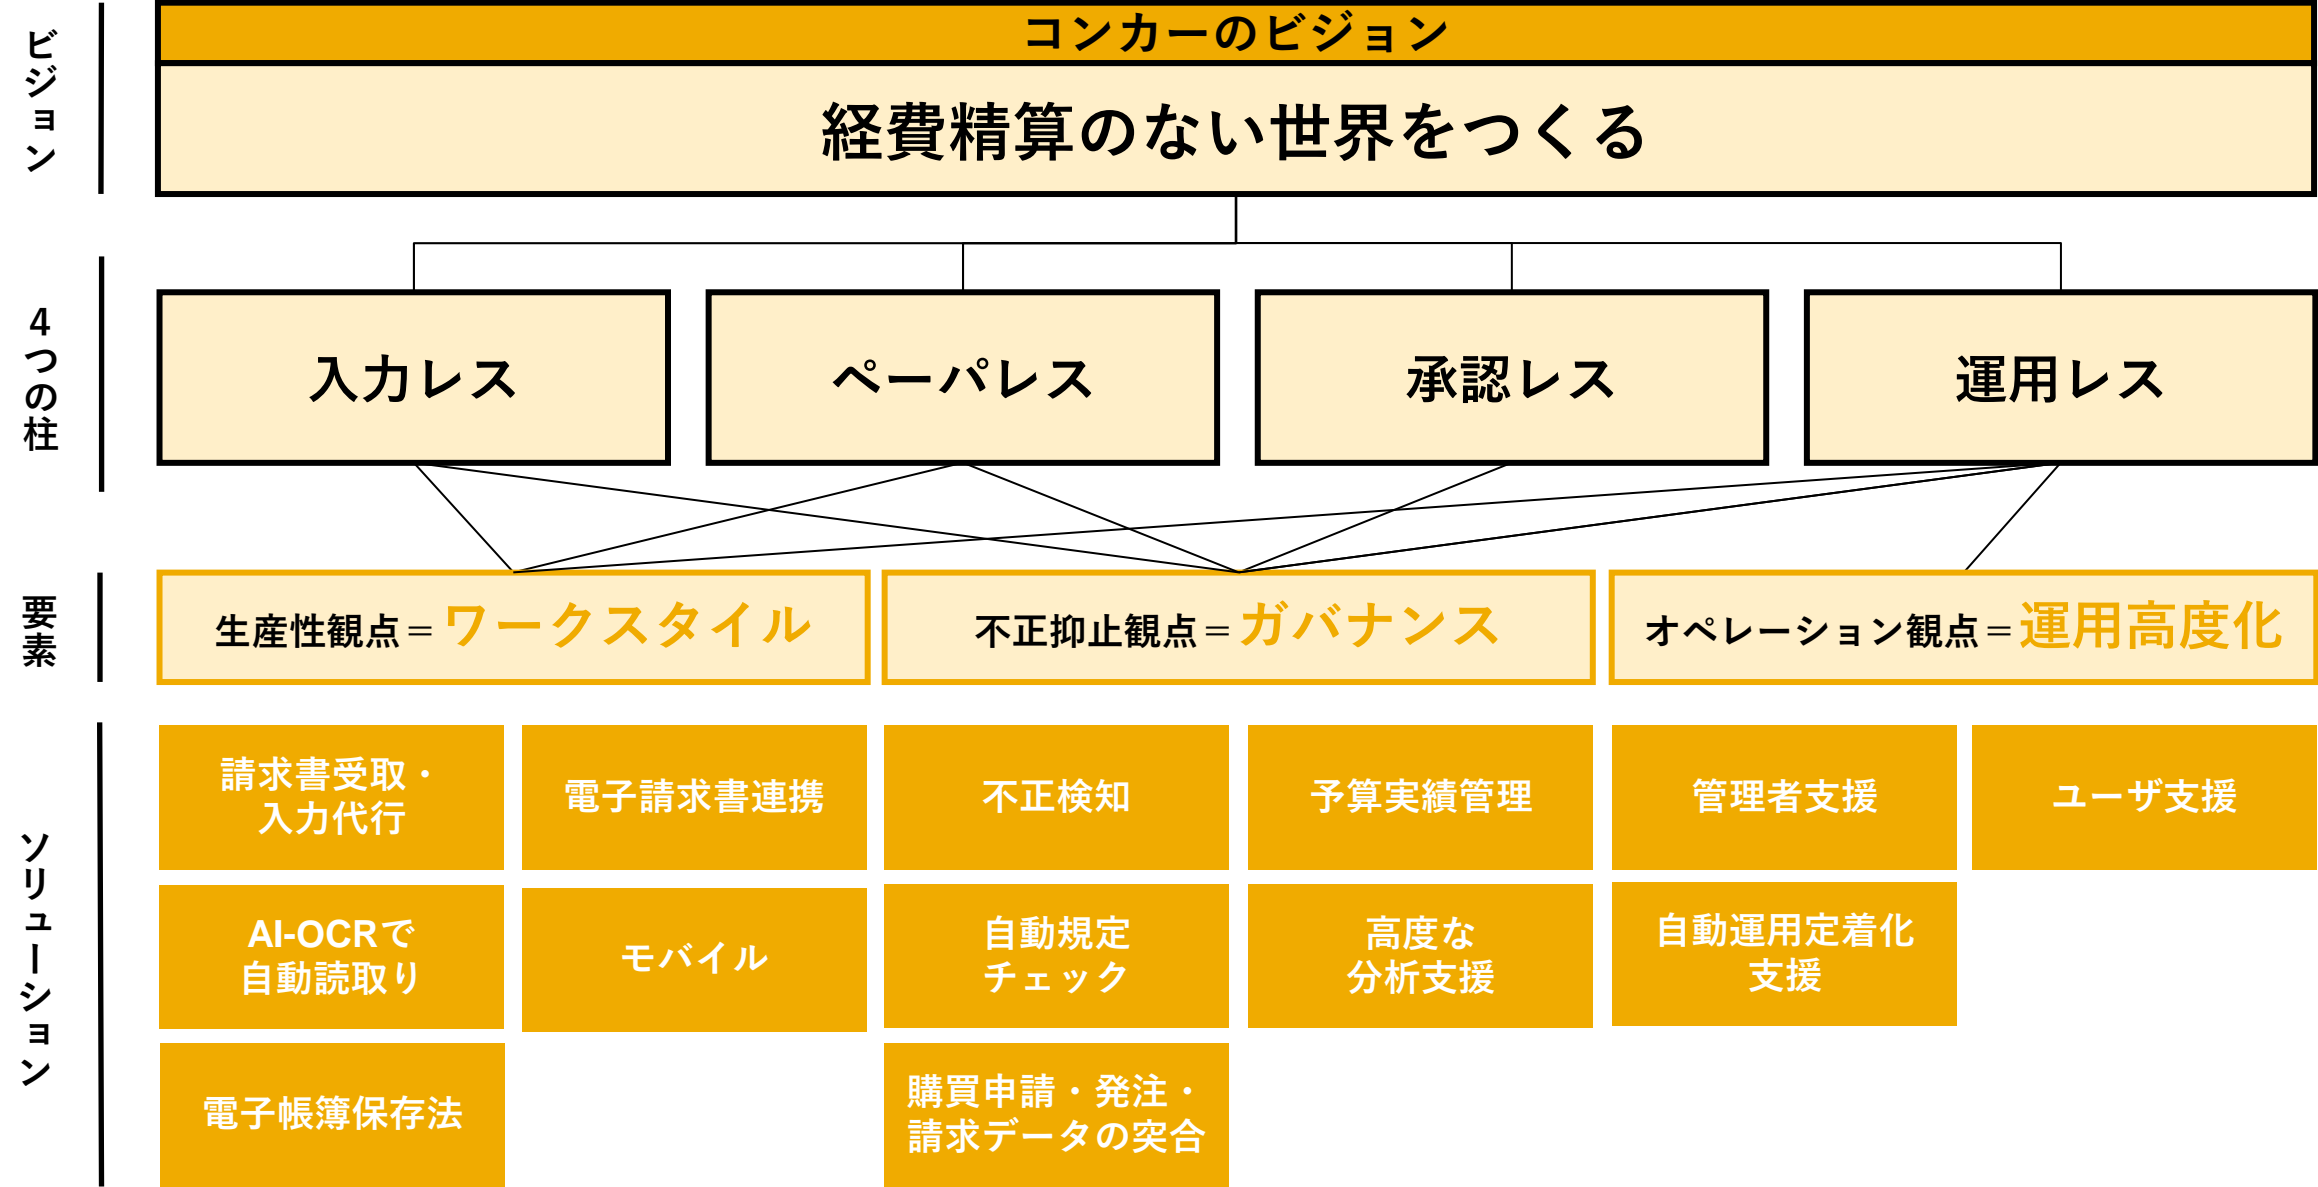 ビジョン
コンカーのビジョン
経費精算のない世界をつくる
4つの柱
入力レス
ペーパレス
承認レス
運用レス
要素
生産性観点＝ワークスタイル
不正抑止観点＝ガバナンス
オペレーション観点＝運用高度化
ソリューション
請求書受取・
入力代行
電子請求書連携
不正検知
予算実績管理
管理者支援
ユーザ支援
AI-OCRで
自動読取り
モバイル
自動規定
チェック
高度な
分析支援
自動運用定着化
支援
電子帳簿保存法
購買申請・発注・
請求データの突合